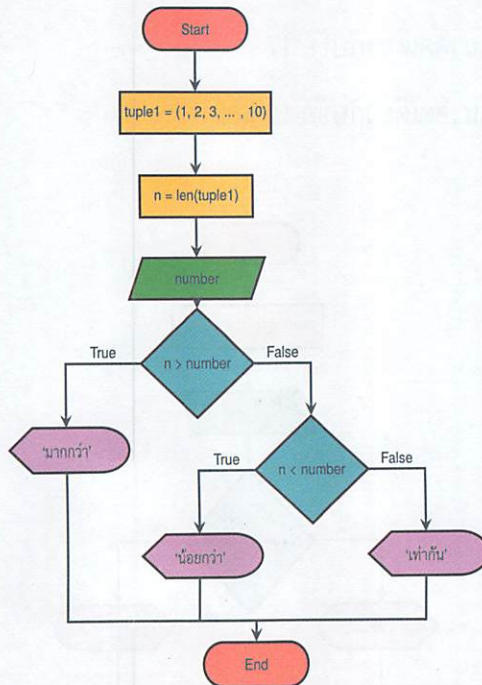 Start
tuple1 = (1, 2, 3, ... , 10)
n = len(tuple1)
number
n > number
True
False
'มากกว่า'
n < number
True
False
'น้อยกว่า'
'เท่ากัน'
End